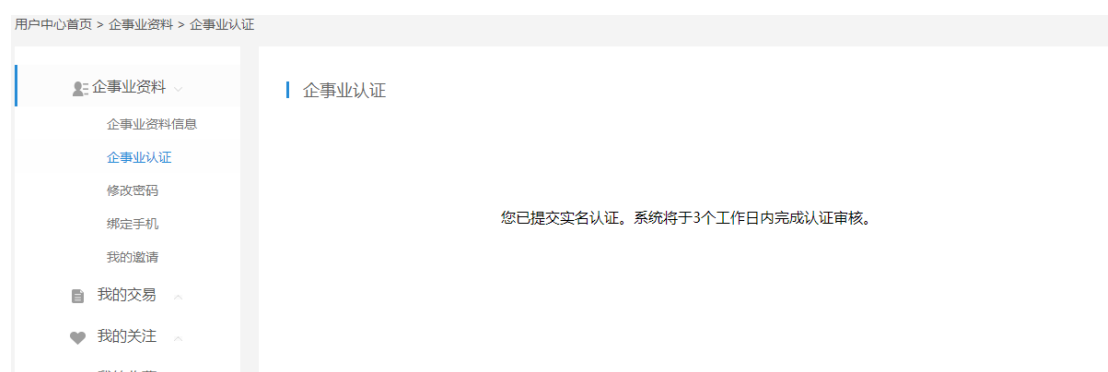 用户中心首页 > 企事业资料 > 企事业认证
企事业资料
企事业资料信息
企事业认证
修改密码
绑定手机
我的邀请
我的交易
我的关注
企事业认证
您已提交实名认证。系统将于3个工作日内完成认证审核。